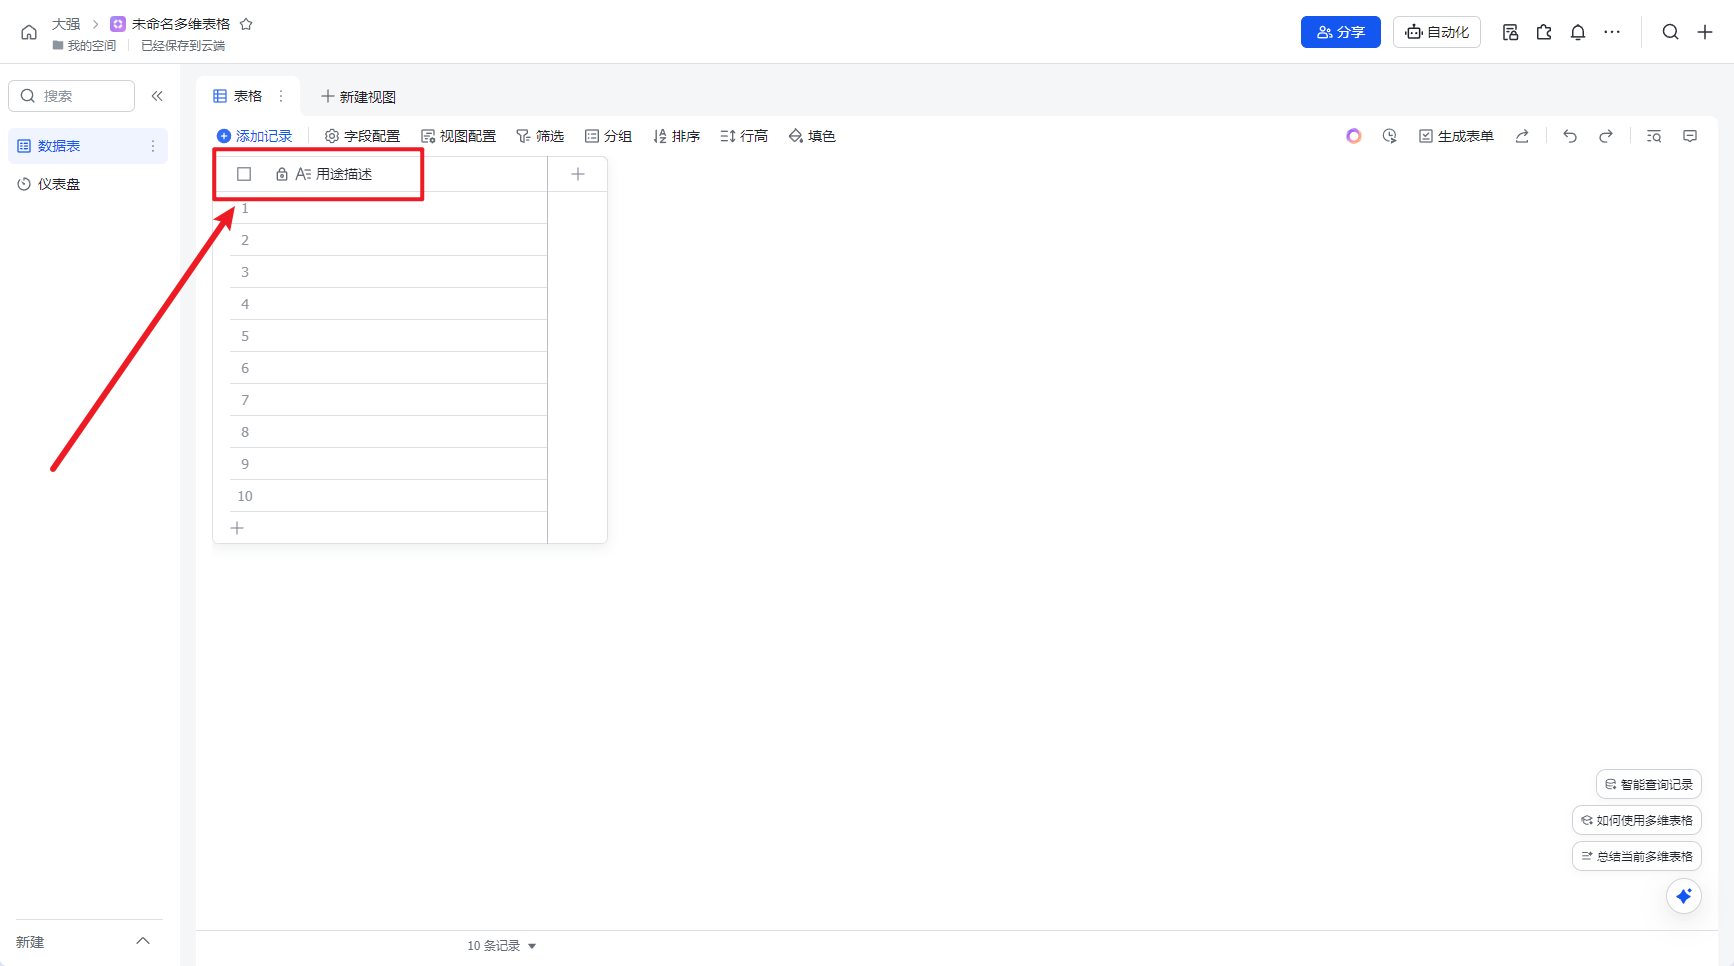 大强
未命名多维表格
我的空间
已经保存到云端
分享
自动化
搜索
数据表
仪表盘
表格
新建视图
添加记录
字段配置
视图配置
筛选
分组
排序
行高
填色
生成表单
用途描述
1
2
3
4
5
6
7
8
9
10
智能查询记录
如何使用多维表格
总结当前多维表格
新建
10 条记录